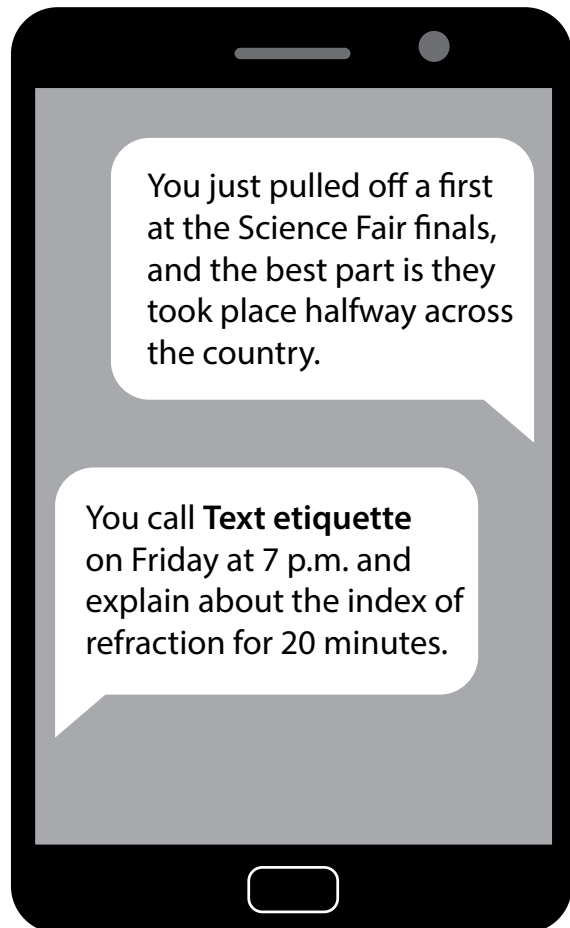 You just pulled off a first
at the Science Fair finals,
and the best part is they
took place halfway across
the country.
You call Text etiquette
on Friday at 7 p.m. and
explain about the index of
refraction for 20 minutes.